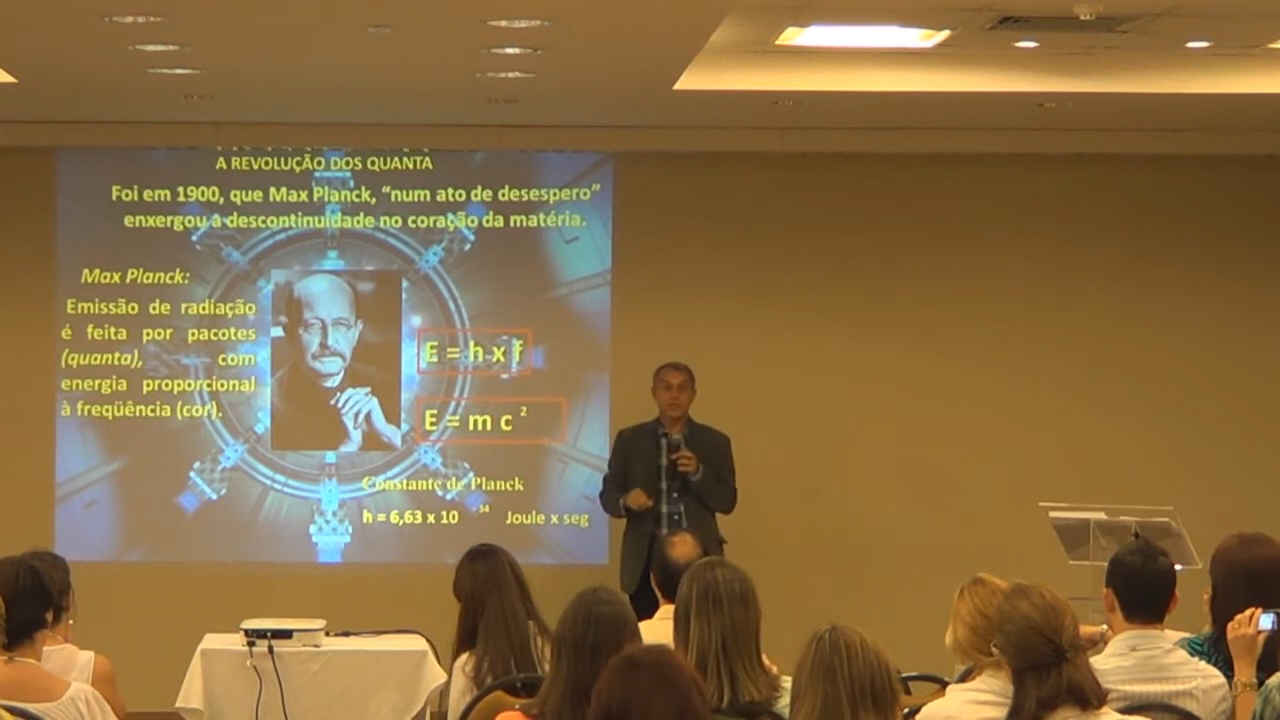 A REVOLUÇÃO DOS QUANTA
Foi em 1900, que Max Planck, “num ato de desespero”
enxergou a descontinuidade no coração da matéria.
Max Planck:
Emissão de radiação
é feita por pacotes
(quanta), com
energia proporcional
à freqüência (cor).
E = h x f
E = m c ²
Constante de Planck
h = 6,63 x 10 ⁻³⁴ Joule x seg